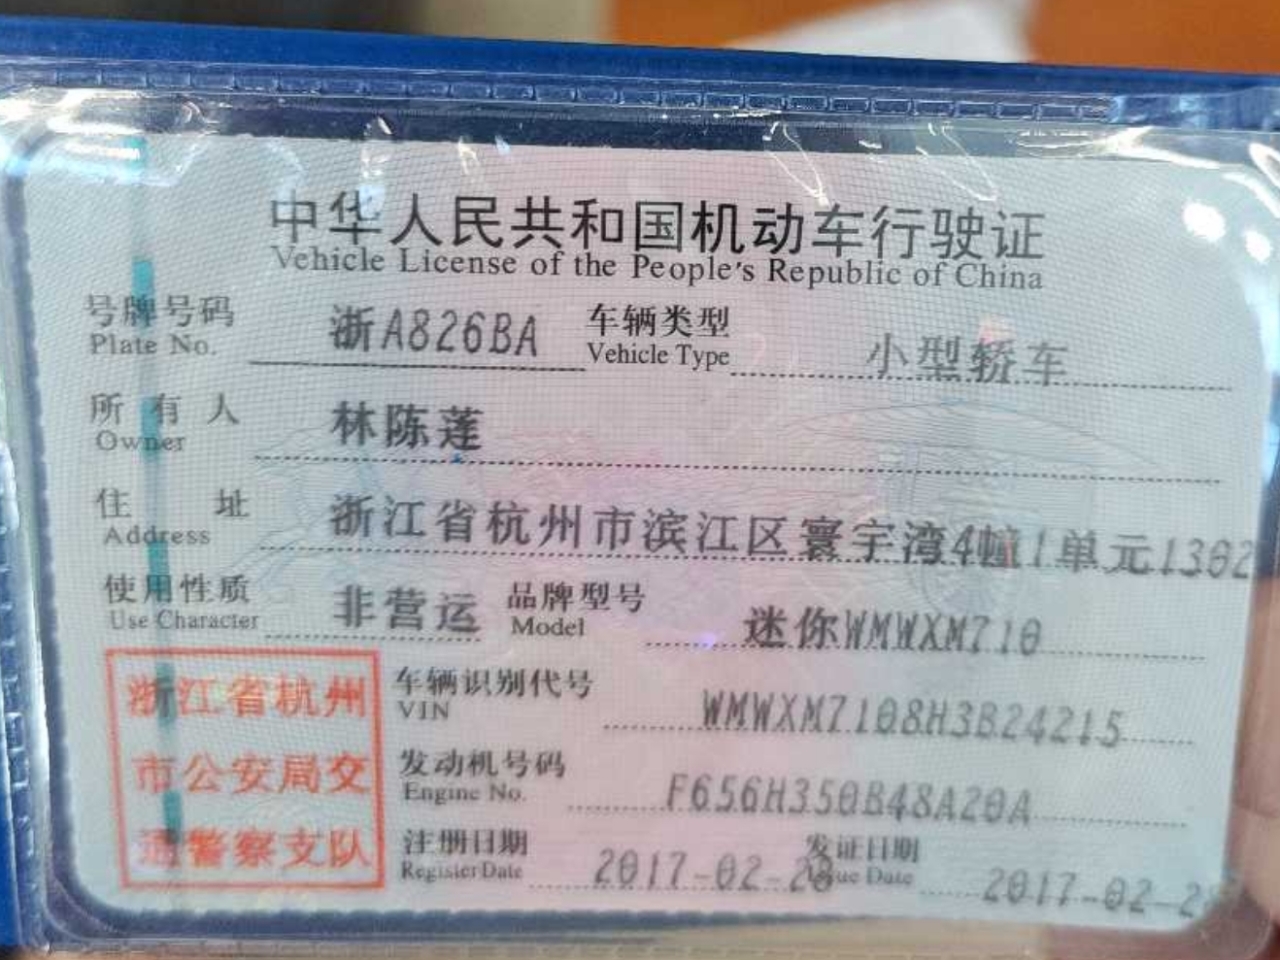 中华人民共和国机动车行驶证
Vehicle License of the People's Republic of China
号牌号码 浙A826BA 车辆类型 小型轿车
Plate No. Vehicle Type
所有人 林陈莲
Owner
住址 浙江省杭州市滨江区寰宇湾4幢1单元1302
Address
使用性质 非营运 品牌型号 迷你WMWXM710
Use Character Model
浙江省杭州
市公安局交
通警察支队
车辆识别代号 WMWXM7108H3B24215
VIN
发动机号码 F656H350B48A20A
Engine No.
注册日期 2017-02-28 发证日期
Register Date Issue Date 2017-02-2